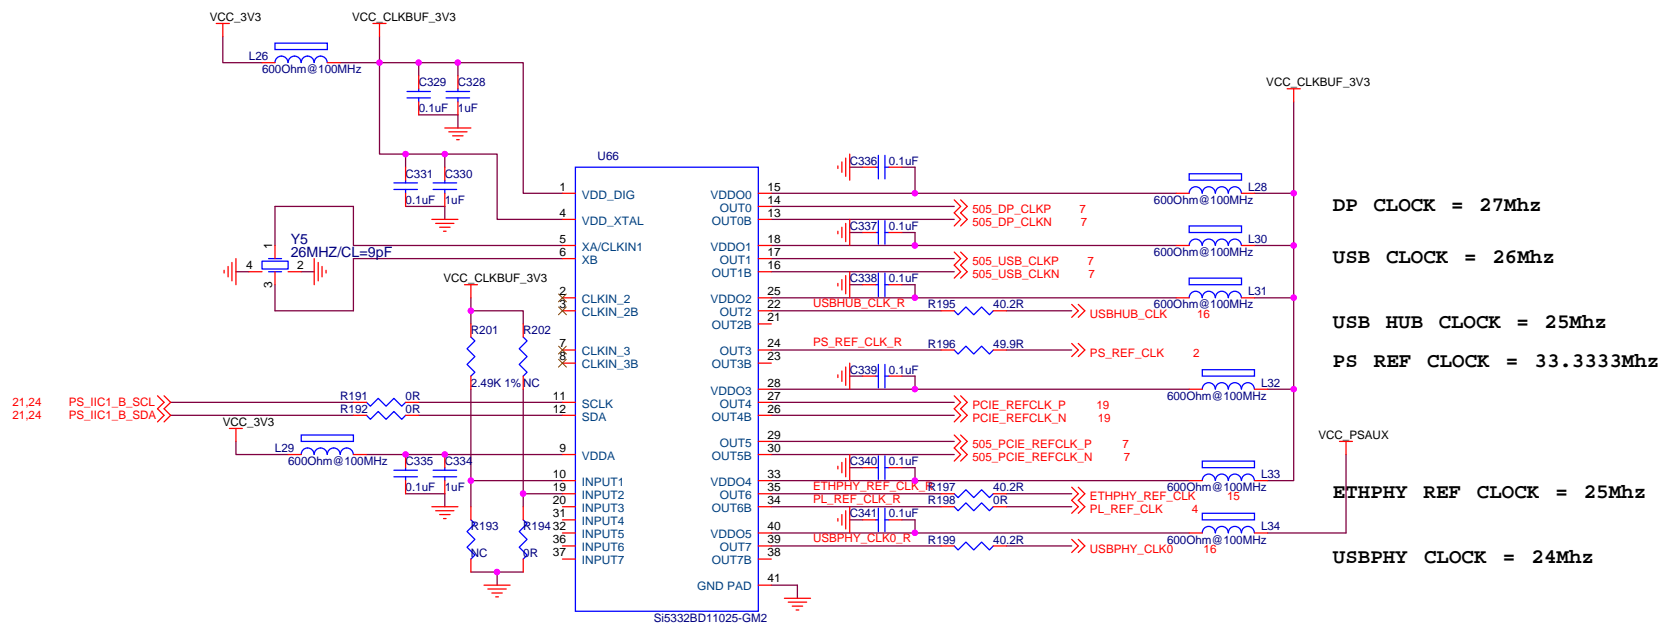 VCC_3V3
VCC_CLKBUF_3V3
L26
600Ohm@100MHz
C329
C328
0.1uF
1uF
VCC_CLKBUF_3V3
C331
C330
0.1uF
1uF
U66
1
VDD_DIG
4
VDD_XTAL
5
XA/CLKIN1
6
XB
Y5
26MHZ/CL=9pF
1
4
2
3
VCC_CLKBUF_3V3
2
CLKIN_2
3
CLKIN_2B
7
CLKIN_3
8
CLKIN_3B
R201
R202
2.49K 1%
NC
21,24 PS_IIC1_B_SCL
R191
0R
11
SCLK
21,24 PS_IIC1_B_SDA
R192
0R
12
SDA
VCC_3V3
L29
600Ohm@100MHz
9
VDDA
C335
C334
0.1uF
1uF
10
INPUT1
19
INPUT2
20
INPUT3
31
INPUT4
32
INPUT5
36
INPUT6
37
INPUT7
R193
R194
NC
0R
C336
0.1uF
VDDO0
15
L28
600Ohm@100MHz
OUT0
14
505_DP_CLKP 7
OUT0B
13
505_DP_CLKN 7
DP CLOCK = 27Mhz
C337
0.1uF
VDDO1
18
L30
600Ohm@100MHz
OUT1
17
505_USB_CLKP 7
OUT1B
16
505_USB_CLKN 7
USB CLOCK = 26Mhz
C338
0.1uF
VDDO2
25
L31
600Ohm@100MHz
OUT2
22
USBHUB_CLK_R
R195
40.2R
USBHUB_CLK 16
OUT2B
21
USB HUB CLOCK = 25Mhz
OUT3
24
PS_REF_CLK_R
R196
49.9R
PS_REF_CLK 2
OUT3B
23
PS REF CLOCK = 33.3333Mhz
C339
0.1uF
VDDO3
28
L32
600Ohm@100MHz
OUT4
27
PCIE_REFCLK_P 19
OUT4B
26
PCIE_REFCLK_N 19
OUT5
29
505_PCIE_REFCLK_P 7
OUT5B
30
505_PCIE_REFCLK_N 7
VCC_PSAUX
C340
0.1uF
VDDO4
33
L33
600Ohm@100MHz
OUT6
35
ETHPHY_REF_CLK_R
R197
40.2R
ETHPHY_REF_CLK 15
OUT6B
34
PL_REF_CLK_R
R198
0R
PL_REF_CLK 4
ETHPHY REF CLOCK = 25Mhz
C341
0.1uF
VDDO5
40
L34
600Ohm@100MHz
OUT7
39
USBPHY_CLK0_R
R199
40.2R
USBPHY_CLK0 16
OUT7B
38
USBPHY CLOCK = 24Mhz
GND PAD
41
Si5332BD11025-GM2